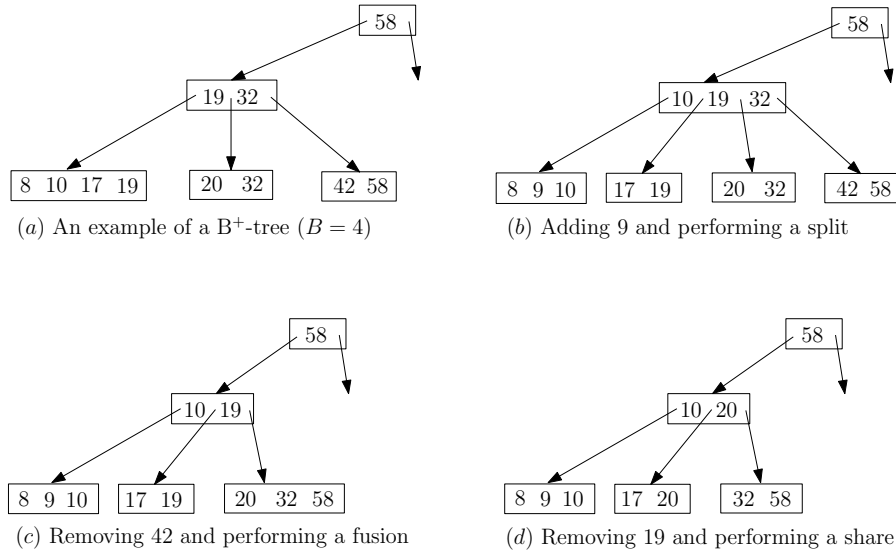 58
19 32
8 10 17 19
20 32
42 58
(a) An example of a B⁺-tree (B = 4)
58
10 19 32
8 9 10
17 19
20 32
42 58
(b) Adding 9 and performing a split
58
10 19
8 9 10
17 19
20 32 58
(c) Removing 42 and performing a fusion
58
10 20
8 9 10
17 20
32 58
(d) Removing 19 and performing a share